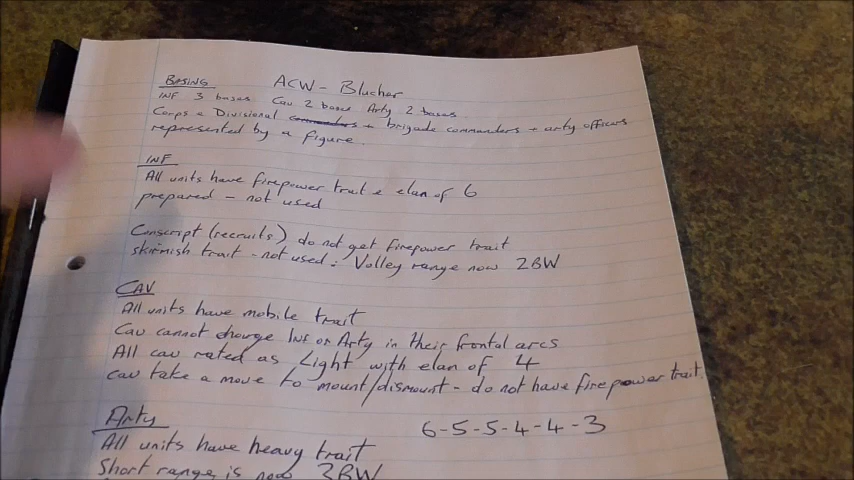 ACW - Blucher
BASING
INF 3 bases Cav 2 bases Arty 2 bases
Corps & Divisional commanders + brigade commanders + arty officers
represented by a figure.
INF
All units have firepower trait & elan of 6
prepared - not used
Conscript (recruits) do not get firepower trait
skirmish trait - not used : Volley range now 2BW
CAV
All units have mobile trait
Cav cannot charge Inf or Arty in their frontal arcs
All cav rated as Light with elan of 4
cav take a move to mount/dismount - do not have firepower trait.
Arty
6-5-5-4-4-3
All units have heavy trait
Short range is now 3BW